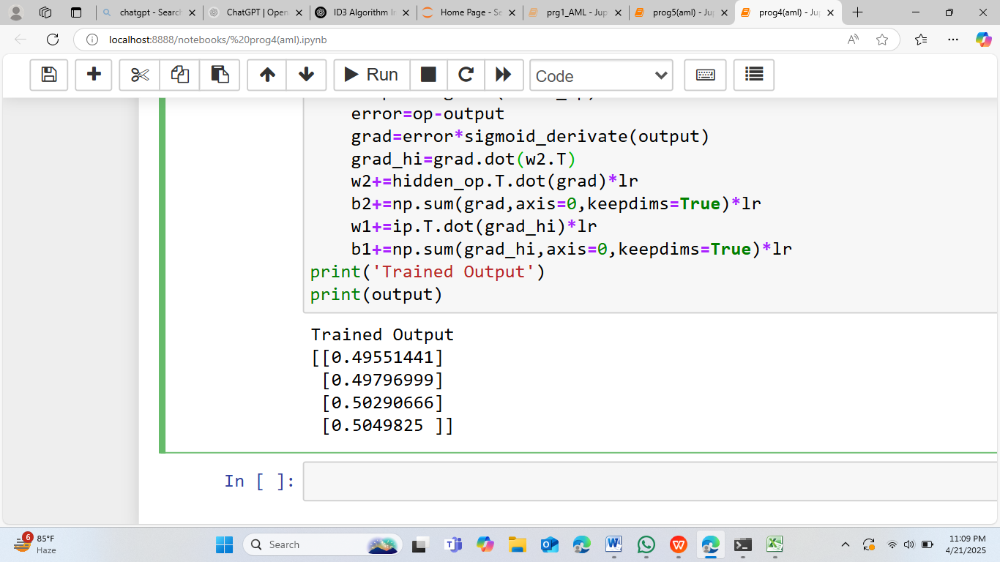 chatgpt - Search
ChatGPT | Open
ID3 Algorithm I
Home Page - Se
prg1_AML - Jup
prog5(aml) - Jup
prog4(aml) - Jup
localhost:8888/notebooks/%20prog4(aml).ipynb
Run
Code
error=op-output
grad=error*sigmoid_derivate(output)
grad_hi=grad.dot(w2.T)
w2+=hidden_op.T.dot(grad)*lr
b2+=np.sum(grad,axis=0,keepdims=True)*lr
w1+=ip.T.dot(grad_hi)*lr
b1+=np.sum(grad_hi,axis=0,keepdims=True)*lr
print('Trained Output')
print(output)
Trained Output
[[0.49551441]
[0.49796999]
[0.50290666]
[0.5049825 ]]
In [ ]:
6
85°F
Haze
Search
11:09 PM
4/21/2025